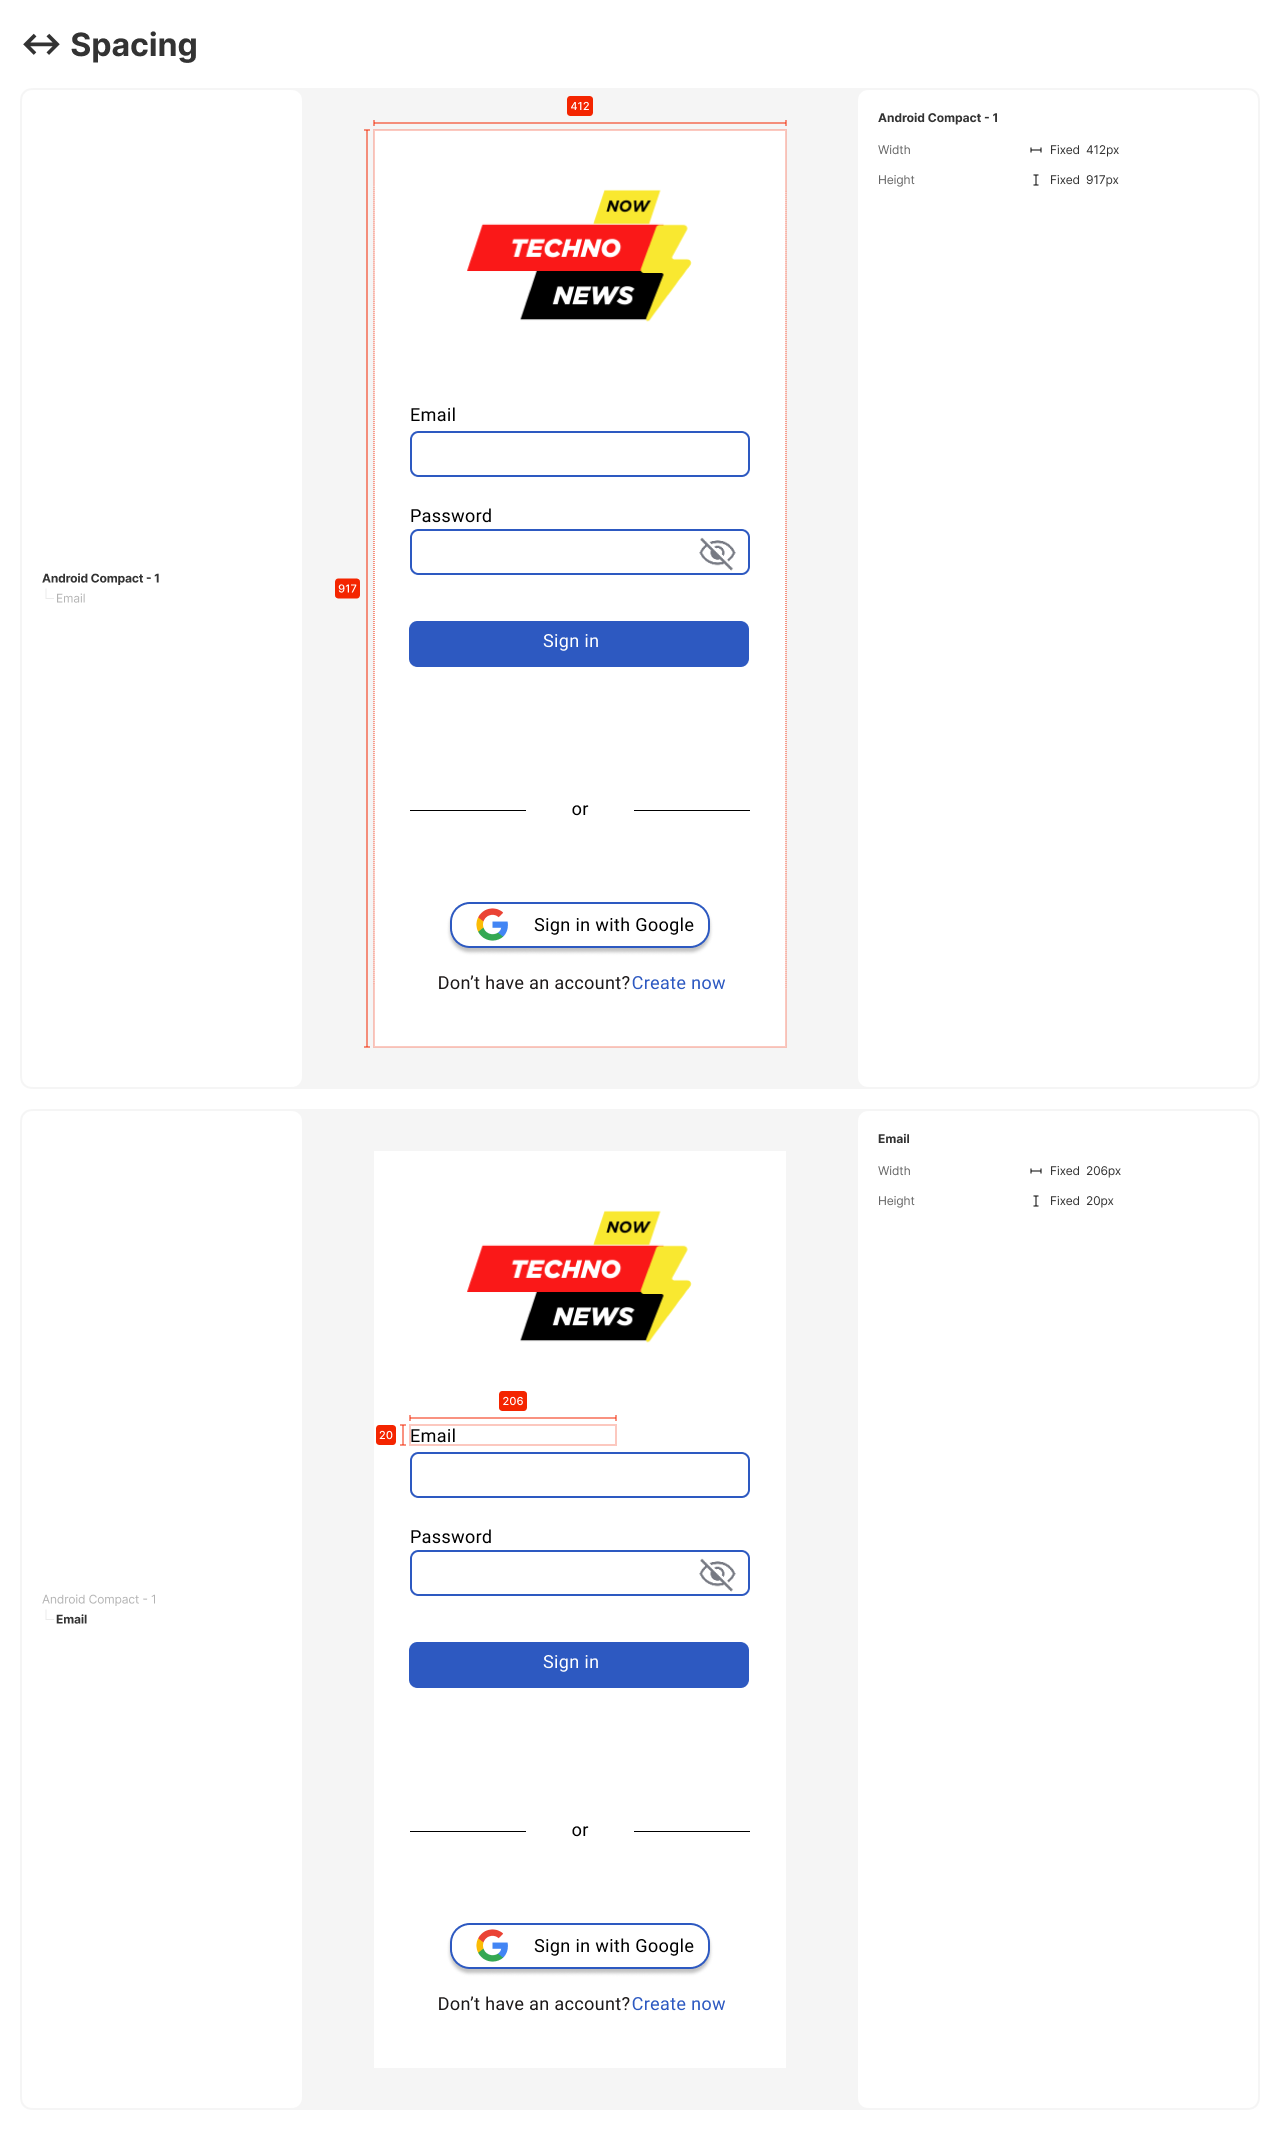 Spacing
412
Android Compact - 1
Width Fixed 412px
Height Fixed 917px
NOW
TECHNO
NEWS
Email
Password
Android Compact - 1
Email
917
Sign in
or
Sign in with Google
Don’t have an account? Create now
Email
Width Fixed 206px
Height Fixed 20px
NOW
TECHNO
NEWS
206
20
Email
Password
Android Compact - 1
Email
Sign in
or
Sign in with Google
Don’t have an account? Create now